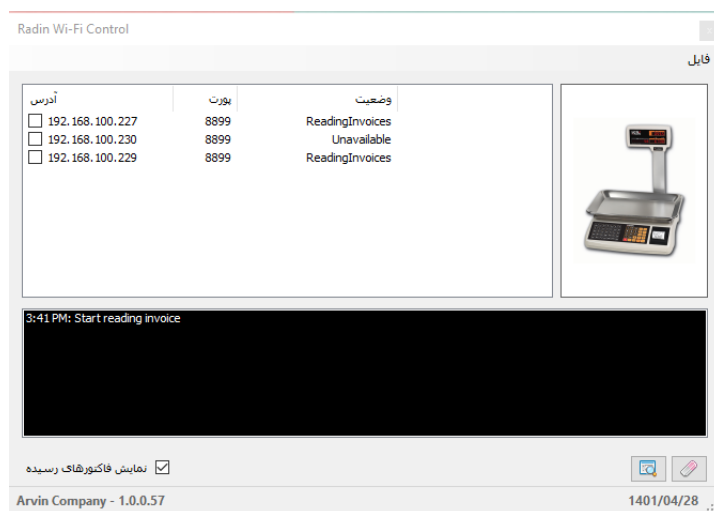 Radin Wi-Fi Control
فایل
آدرس پورت وضعیت
192.168.100.227 8899 ReadingInvoices
192.168.100.230 8899 Unavailable
192.168.100.229 8899 ReadingInvoices
3:41 PM: Start reading invoice
نمایش فاکتورهای رسیده
Arvin Company - 1.0.0.57 1401/04/28